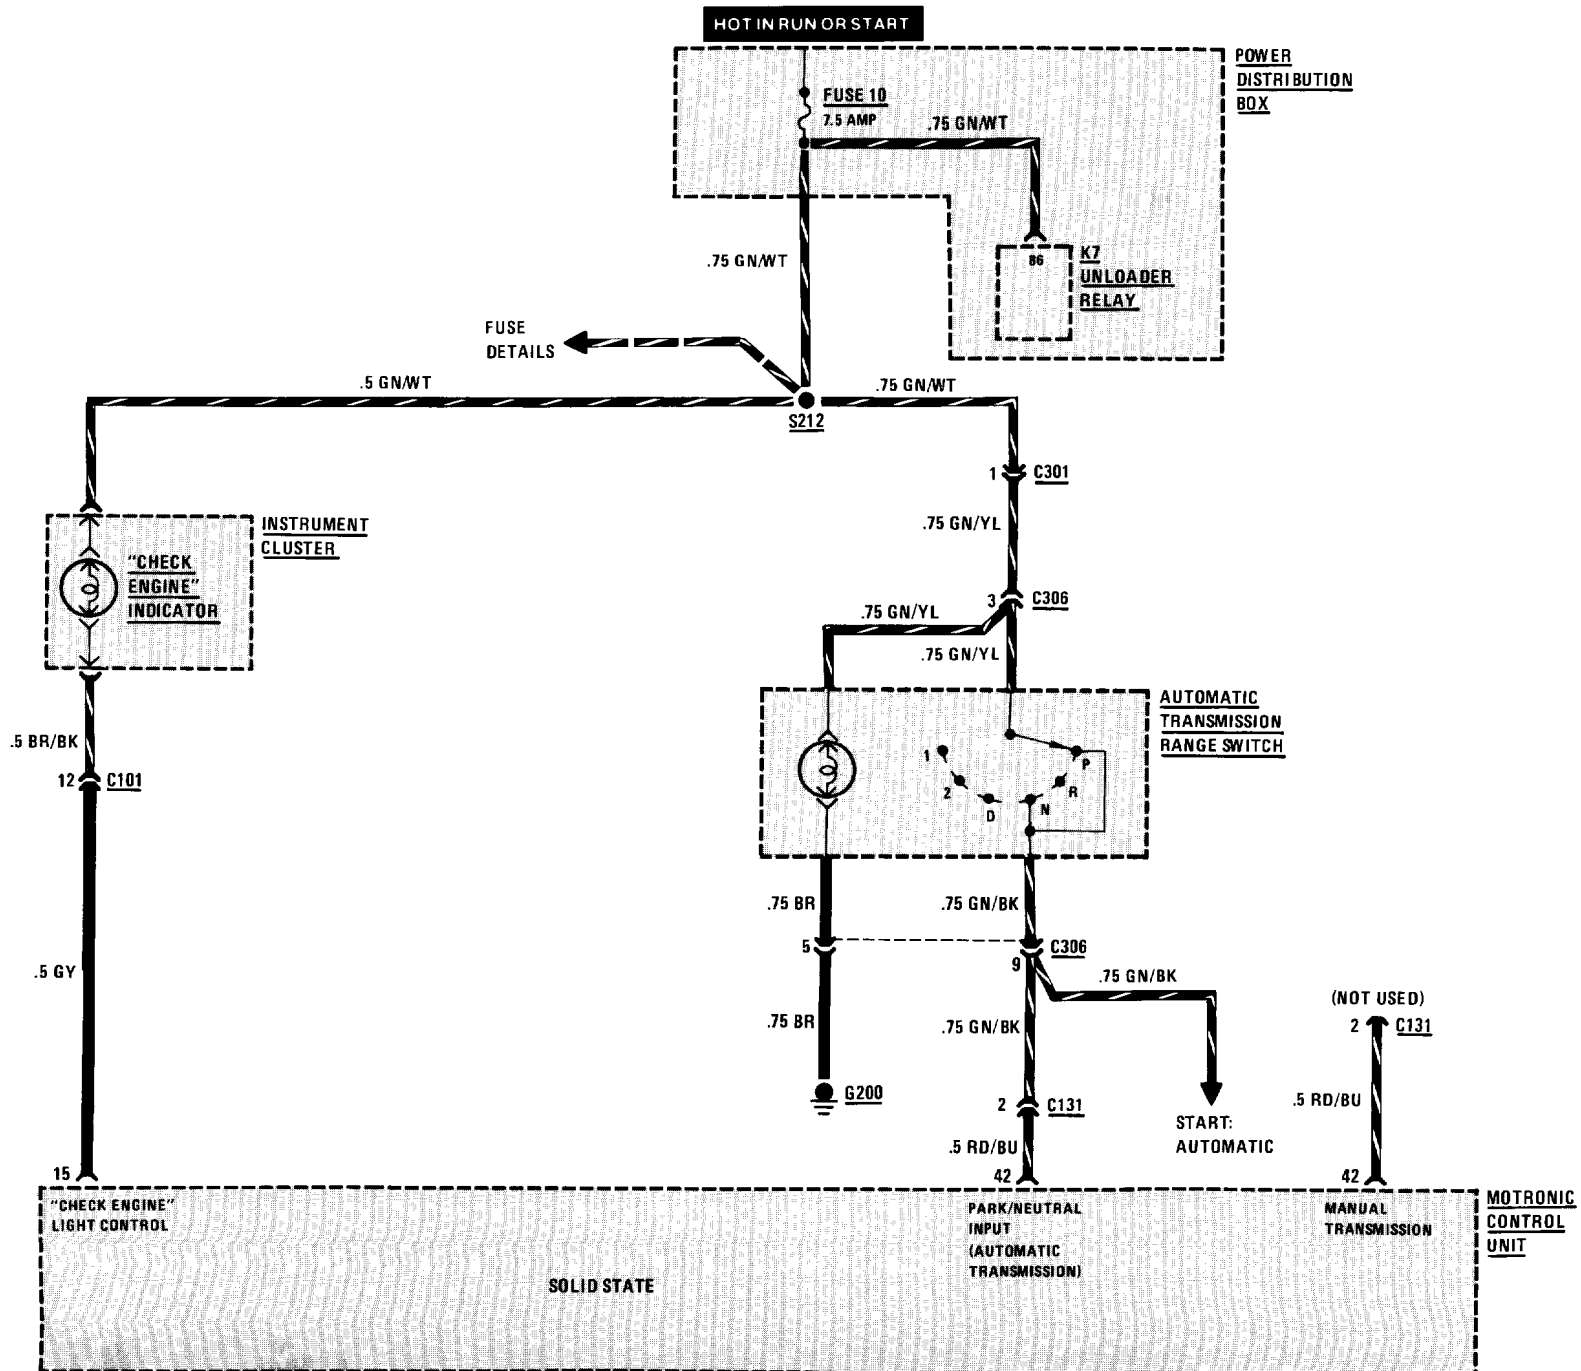 HOT IN RUN OR START
POWER
DISTRIBUTION
BOX
FUSE 10
7.5 AMP
.75 GN/WT
.75 GN/WT
86
K7
UNLOADER
RELAY
FUSE
DETAILS
.5 GN/WT
.75 GN/WT
S212
1
C301
INSTRUMENT
CLUSTER
.75 GN/YL
"CHECK
ENGINE"
INDICATOR
3
C306
.75 GN/YL
.75 GN/YL
AUTOMATIC
TRANSMISSION
RANGE SWITCH
.5 BR/BK
12
C101
1
2
D
N
R
P
.75 BR
.75 GN/BK
5
9
C306
.5 GY
.75 GN/BK
(NOT USED)
2
C131
.75 BR
.75 GN/BK
G200
2
C131
.5 RD/BU
START:
AUTOMATIC
.5 RD/BU
15
42
42
"CHECK ENGINE"
LIGHT CONTROL
PARK/NEUTRAL
INPUT
(AUTOMATIC
TRANSMISSION)
MANUAL
TRANSMISSION
MOTRONIC
CONTROL
UNIT
SOLID STATE